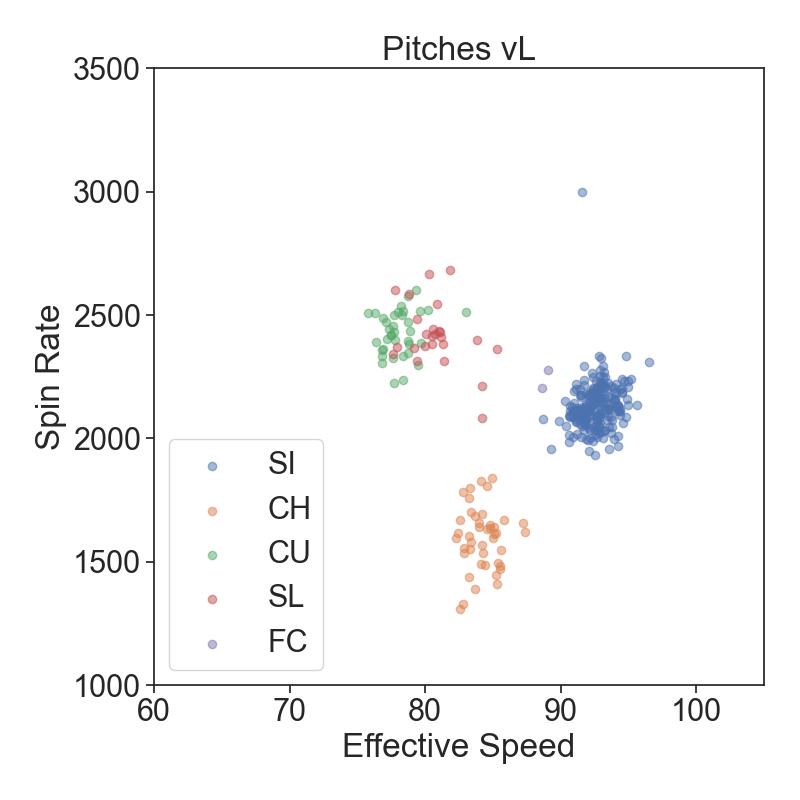 Pitches vL
Spin Rate
3500
3000
2500
2000
1500
1000
SI
CH
CU
SL
FC
60 70 80 90 100
Effective Speed